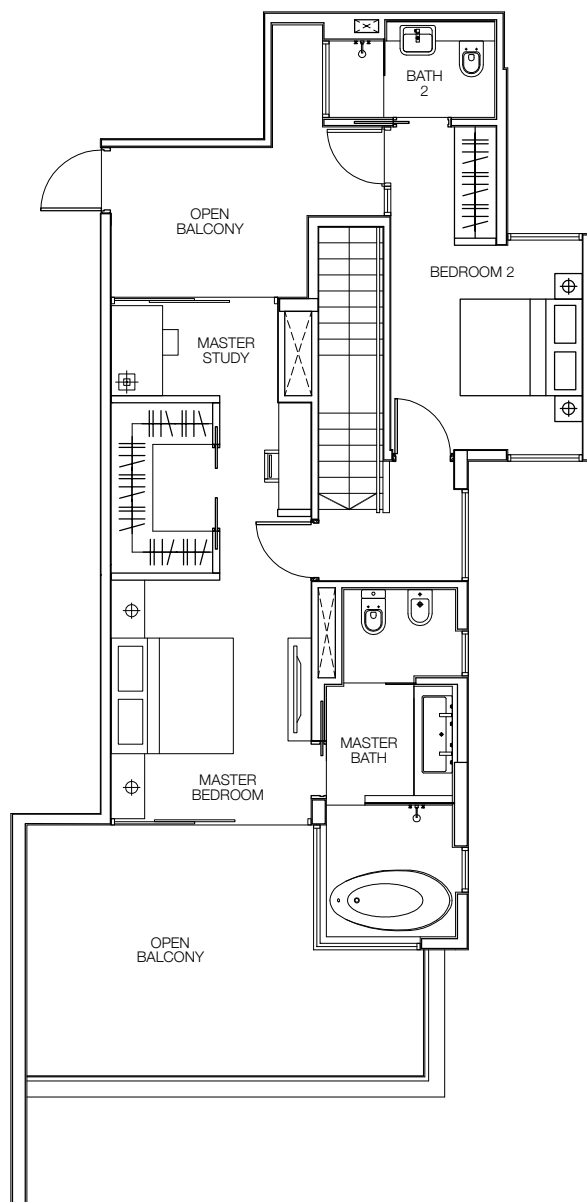 BATH
2
OPEN
BALCONY
BEDROOM 2
MASTER
STUDY
MASTER
BATH
MASTER
BEDROOM
OPEN
BALCONY